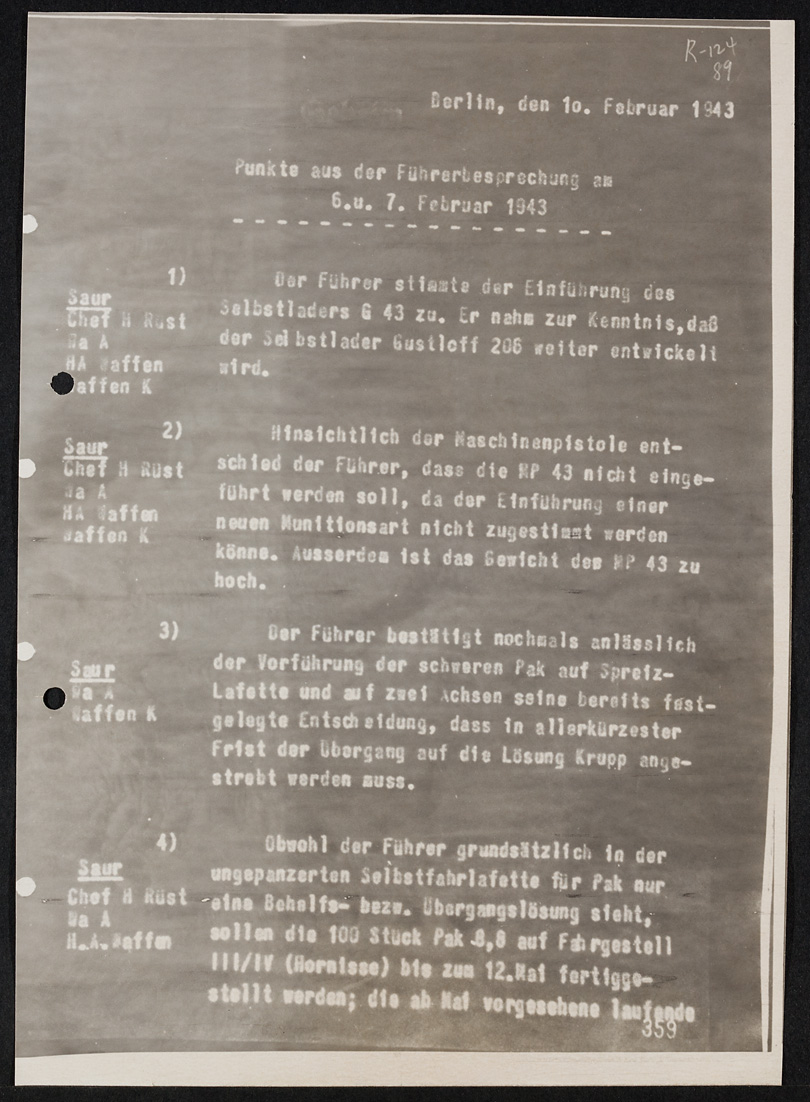 R-124
89
Berlin, den 10. Februar 1943
Punkte aus der Führerbesprechung am
6.u. 7. Februar 1943
- - - - - - - - - - - - - - - - - -
1)
Saur
Chef H Rüst
Wa A
HA Waffen
Waffen K
Der Führer stimmte der Einführung des
Selbstladers G 43 zu. Er nahm zur Kenntnis,daß
der Selbstlader Gustloff 206 weiter entwickelt
wird.
2)
Saur
Chef H Rüst
Wa A
HA Waffen
Waffen K
Hinsichtlich der Maschinenpistole ent-
schied der Führer, dass die MP 43 nicht einge-
führt werden soll, da der Einführung einer
neuen Munitionsart nicht zugestimmt werden
könne. Ausserdem ist das Gewicht des MP 43 zu
hoch.
3)
Saur
Wa A
Waffen K
Der Führer bestätigt nochmals anlässlich
der Vorführung der schweren Pak auf Spreiz-
Lafette und auf zwei Achsen seine bereits fest-
gelegte Entscheidung, dass in allerkürzester
Frist der Übergang auf die Lösung Krupp ange-
strebt werden muss.
4)
Saur
Chef H Rüst
Wa A
H.A.Waffen
Obwohl der Führer grundsätzlich in der
ungepanzerten Selbstfahrlafette für Pak nur
eine Behelfs- bezw. Übergangslösung sieht,
sollen die 100 Stück Pak 8,8 auf Fahrgestell
III/IV (Hornisse) bis zum 12.Mai fertigge-
stellt werden; die ab Mai vorgesehene laufende
359